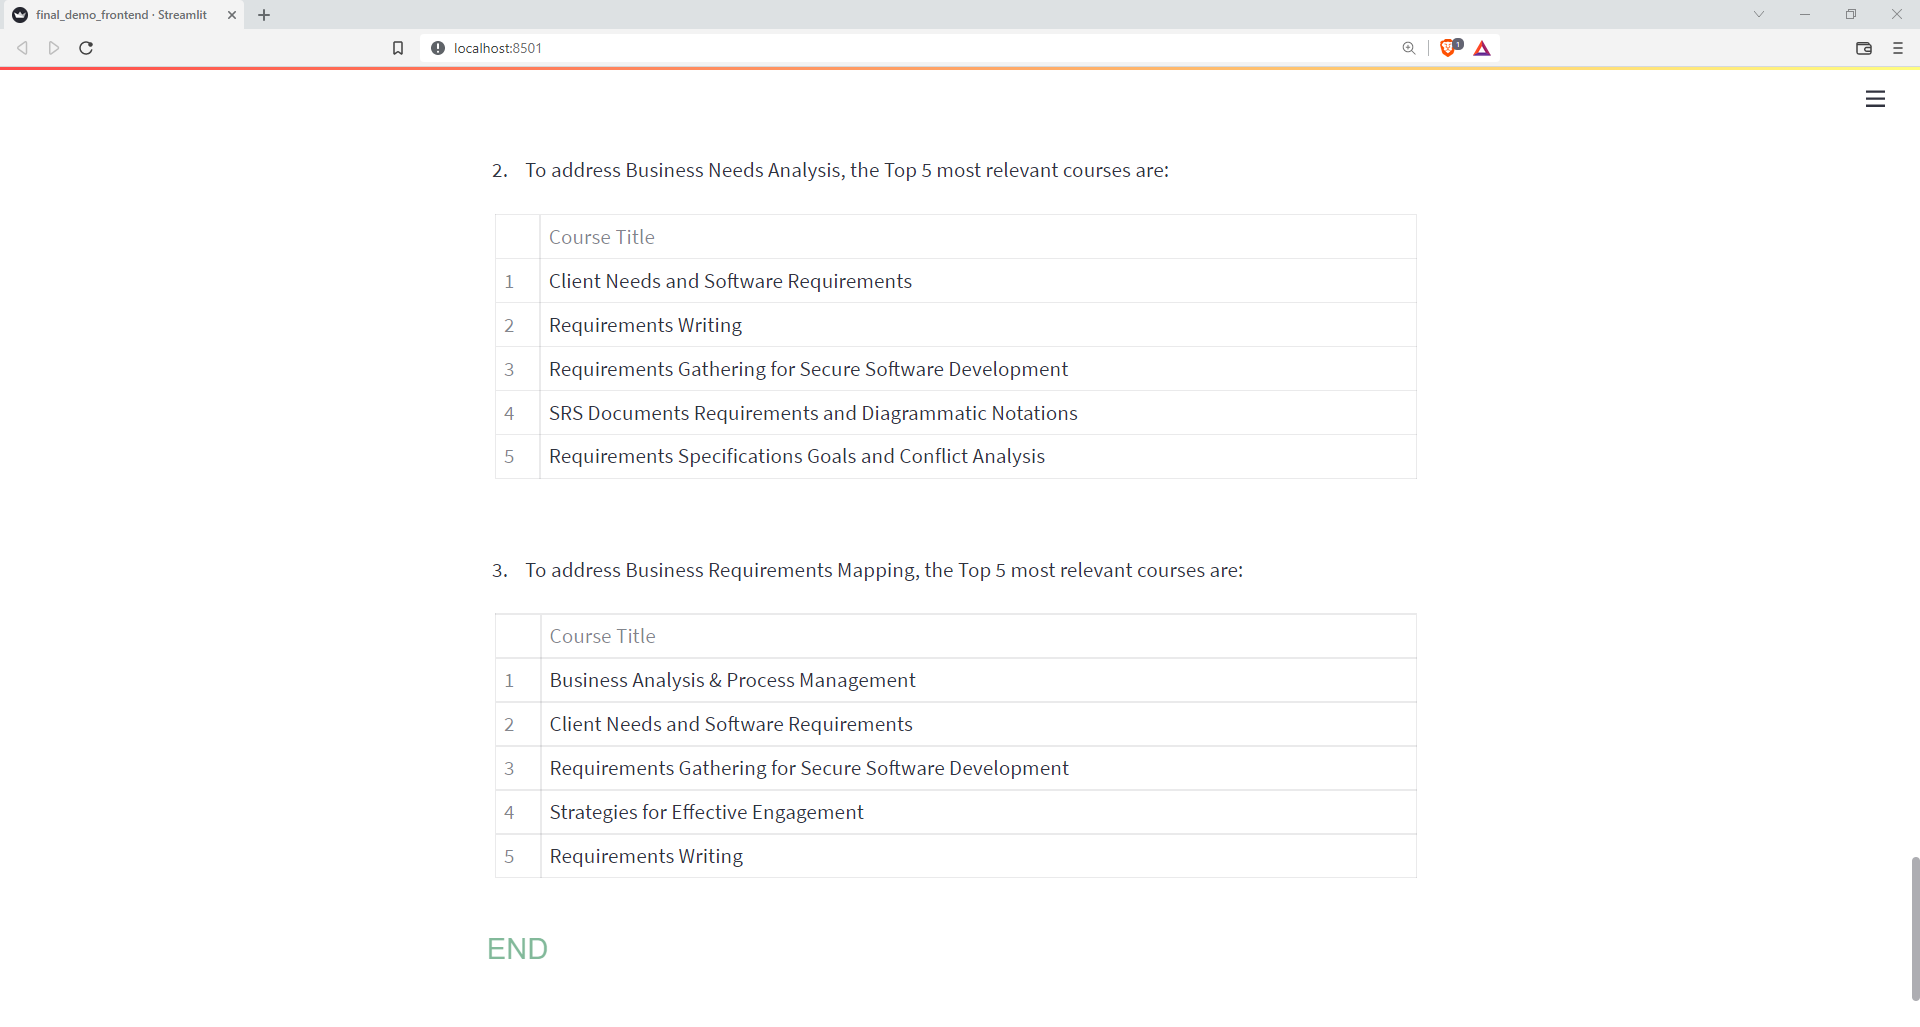 final_demo_frontend · Streamlit
localhost:8501
1
2. To address Business Needs Analysis, the Top 5 most relevant courses are:
Course Title
1 Client Needs and Software Requirements
2 Requirements Writing
3 Requirements Gathering for Secure Software Development
4 SRS Documents Requirements and Diagrammatic Notations
5 Requirements Specifications Goals and Conflict Analysis
3. To address Business Requirements Mapping, the Top 5 most relevant courses are:
Course Title
1 Business Analysis & Process Management
2 Client Needs and Software Requirements
3 Requirements Gathering for Secure Software Development
4 Strategies for Effective Engagement
5 Requirements Writing
END